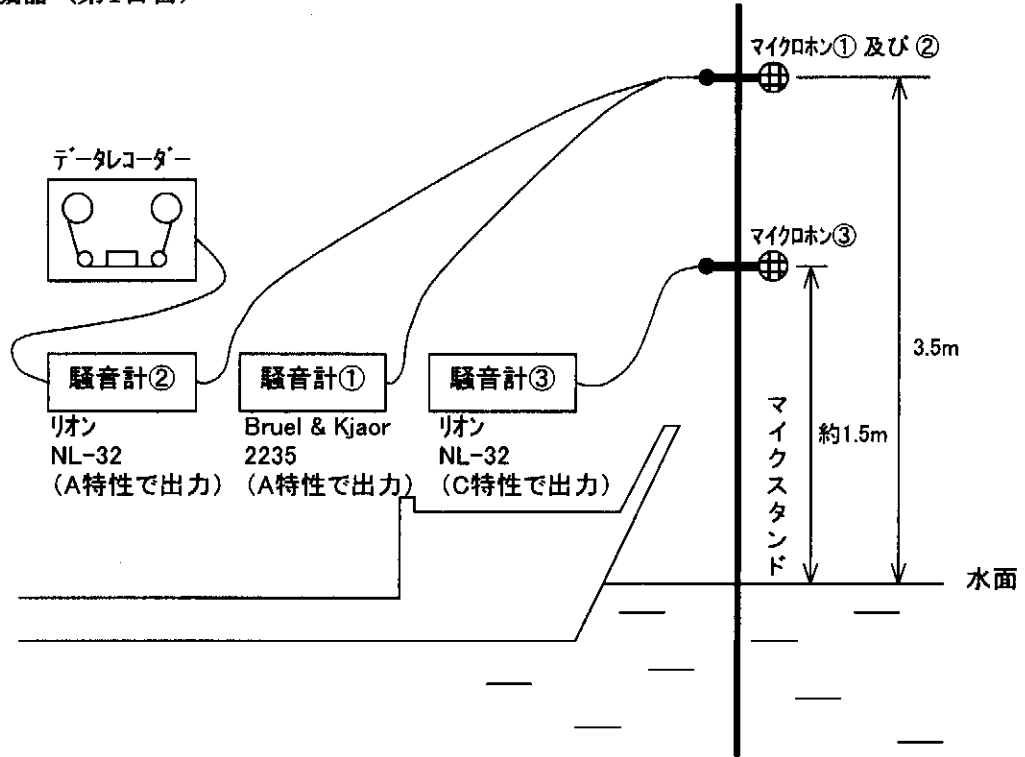 マイクロホン① 及び ②
データレコーダー
マイクロホン③
3.5m
騒音計②
騒音計①
騒音計③
リオン
NL-32
(A特性で出力)
Bruel & Kjaor
2235
(A特性で出力)
リオン
NL-32
(C特性で出力)
マイクスタンド
約1.5m
水面